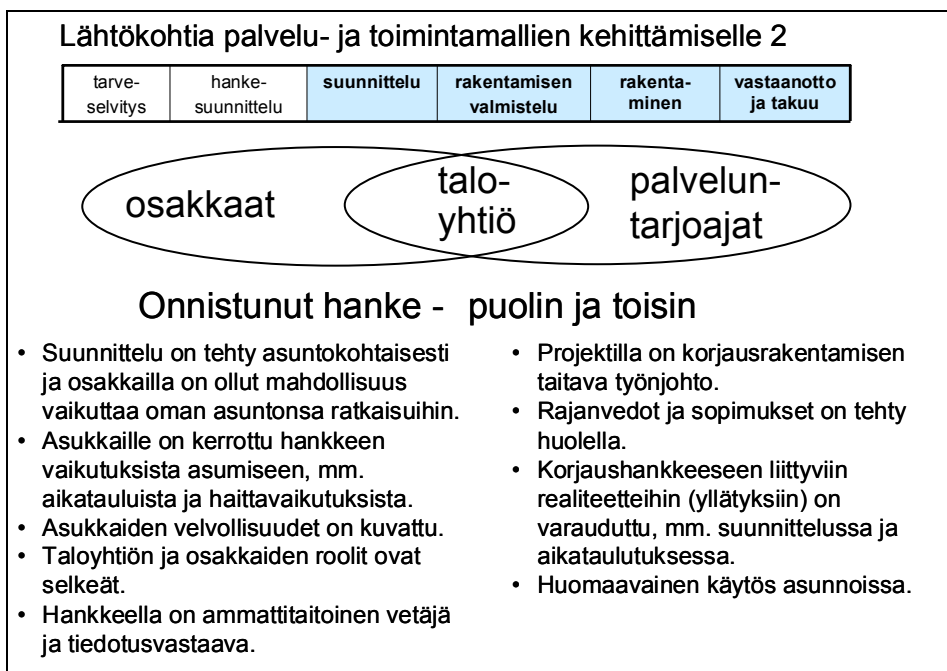 Lähtökohtia palvelu- ja toimintamallien kehittämiselle 2
tarve-
selvitys
hanke-
suunnittelu
suunnittelu
rakentamisen
valmistelu
rakenta-
minen
vastaanotto
ja takuu
osakkaat
talo-
yhtiö
palvelun-
tarjoajat
Onnistunut hanke - puolin ja toisin
• Suunnittelu on tehty asuntokohtaisesti
ja osakkailla on ollut mahdollisuus
vaikuttaa oman asuntonsa ratkaisuihin.
• Asukkaille on kerrottu hankkeen
vaikutuksista asumiseen, mm.
aikatauluista ja haittavaikutuksista.
• Asukkaiden velvollisuudet on kuvattu.
• Taloyhtiön ja osakkaiden roolit ovat
selkeät.
• Hankkeella on ammattitaitoinen vetäjä
ja tiedotusvastaava.
• Projektilla on korjausrakentamisen
taitava työnjohto.
• Rajanvedot ja sopimukset on tehty
huolella.
• Korjaushankkeeseen liittyviin
realiteetteihin (yllätyksiin) on
varauduttu, mm. suunnittelussa ja
aikataulutuksessa.
• Huomaavainen käytös asunnoissa.